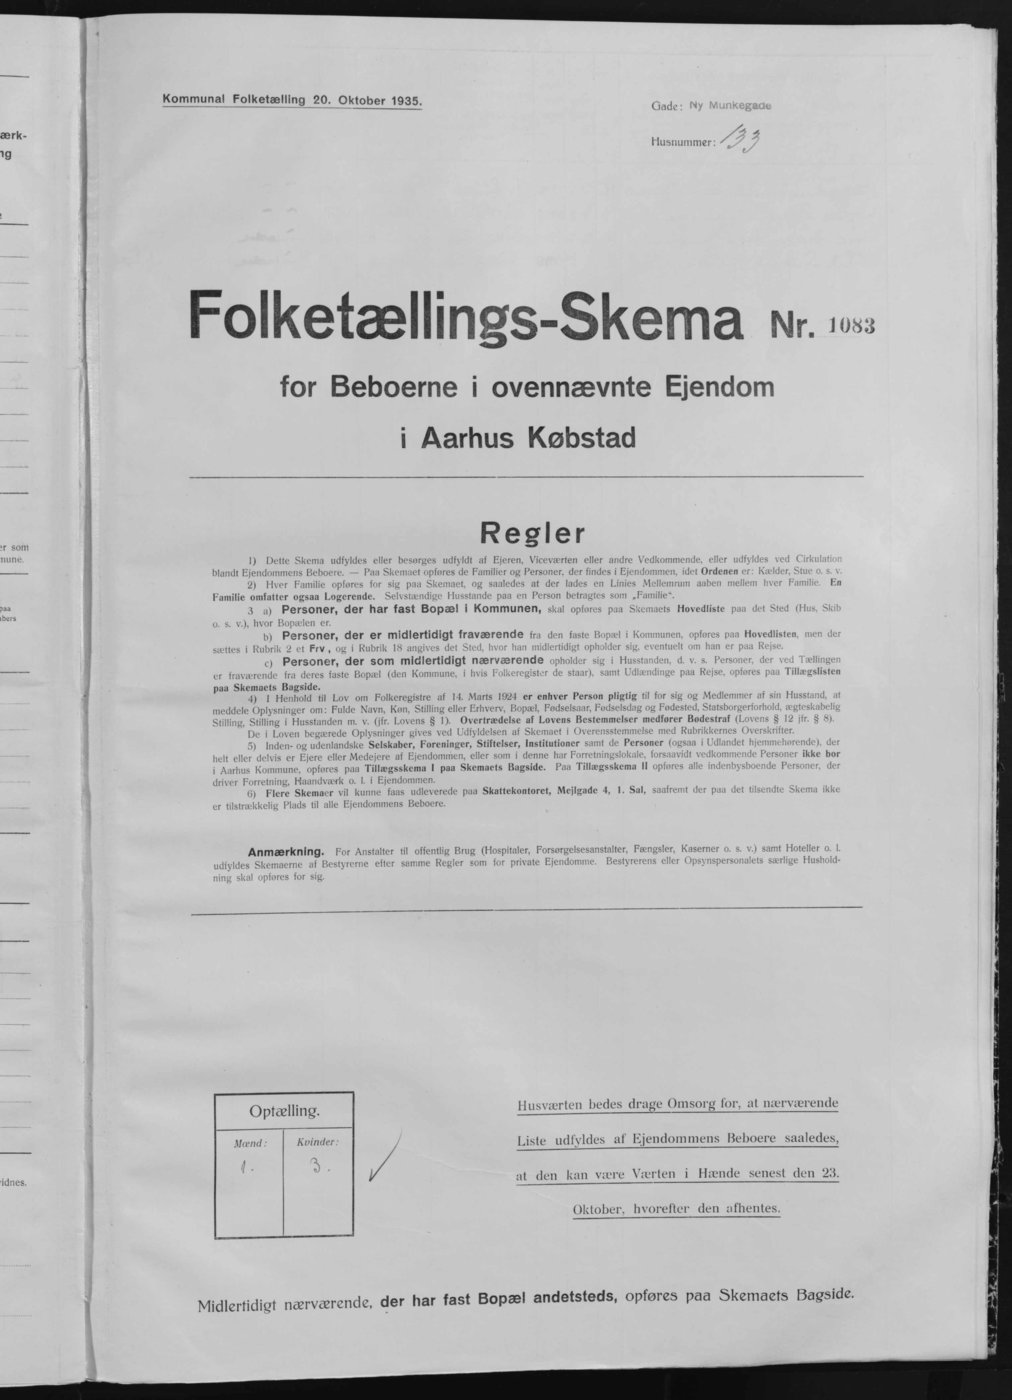 Kommunal Folketælling 20. Oktober 1935.
Gade: Ny Munkegade
Husnummer: 133
Folketællings-Skema Nr. 1083
for Beboerne i ovennævnte Ejendom
i Aarhus Købstad
Regler
1) Dette Skema udfyldes eller besørges udfyldt af Ejeren, Viceværten eller andre Vedkommende, eller udfyldes ved Cirkulation
blandt Ejendommens Beboere. — Paa Skemaet opføres de Familier og Personer, der findes i Ejendommen, idet Ordenen er: Kælder, Stue o. s. v.
2) Hver Familie opføres for sig paa Skemaet, og saaledes at der lades en Linies Mellemrum aaben mellem hver Familie. En
Familie omfatter ogsaa Logerende. Selvstændige Husstande paa en Person betragtes som „Familie“.
3 a) Personer, der har fast Bopæl i Kommunen, skal opføres paa Skemaets Hovedliste paa det Sted (Hus, Skib
o. s. v.), hvor Bopælen er.
b) Personer, der er midlertidigt fraværende fra den faste Bopæl i Kommunen, opføres paa Hovedlisten, men der
sættes i Rubrik 2 et Frv, og i Rubrik 18 angives det Sted, hvor han midlertidigt opholder sig, eventuelt om han er paa Rejse.
c) Personer, der som midlertidigt nærværende opholder sig i Husstanden, d. v. s. Personer, der ved Tællingen
er fraværende fra deres faste Bopæl (den Kommune, i hvis Folkeregister de staar), samt Udlændinge paa Rejse, opføres paa Tillægslisten
paa Skemaets Bagside.
4) I Henhold til Lov om Folkeregistre af 14. Marts 1924 er enhver Person pligtig til for sig og Medlemmer af sin Husstand, at
meddele Oplysninger om: Fulde Navn, Køn, Stilling eller Erhverv, Bopæl, Fødselsaar, Fødselsdag og Fødested, Statsborgerforhold, ægteskabelig
Stilling, Stilling i Husstanden m. v. (jfr. Lovens § 1). Overtrædelse af Lovens Bestemmelser medfører Bødestraf (Lovens § 12 jfr. § 8).
De i Loven begærede Oplysninger gives ved Udfyldelsen af Skemaet i Overensstemmelse med Rubrikkernes Overskrifter.
5) Inden- og udenlandske Selskaber, Foreninger, Stiftelser, Institutioner samt de Personer (ogsaa i Udlandet hjemmehørende), der
helt eller delvis er Ejere eller Medejere af Ejendommen, eller som i denne har Forretningslokale, forsaavidt vedkommende Personer ikke bor
i Aarhus Kommune, opføres paa Tillægsskema I paa Skemaets Bagside. Paa Tillægsskema II opføres alle indenbysboende Personer, der
driver Forretning, Haandværk o. l. i Ejendommen.
6) Flere Skemaer vil kunne faas udleverede paa Skattekontoret, Mejlgade 4, 1. Sal, saafremt der paa det tilsendte Skema ikke
er tilstrækkelig Plads til alle Ejendommens Beboere.
Anmærkning. For Anstalter til offentlig Brug (Hospitaler, Forsørgelsesanstalter, Fængsler, Kaserner o. s. v.) samt Hoteller o. l.
udfyldes Skemaerne af Bestyrerne efter samme Regler som for private Ejendomme. Bestyrerens eller Opsynspersonalets særlige Hushold-
ning skal opføres for sig.
Optælling.
Mænd: Kvinder:
1. 3.
Husværten bedes drage Omsorg for, at nærværende
Liste udfyldes af Ejendommens Beboere saaledes,
at den kan være Værten i Hænde senest den 23.
Oktober, hvorefter den afhentes.
Midlertidigt nærværende, der har fast Bopæl andetsteds, opføres paa Skemaets Bagside.